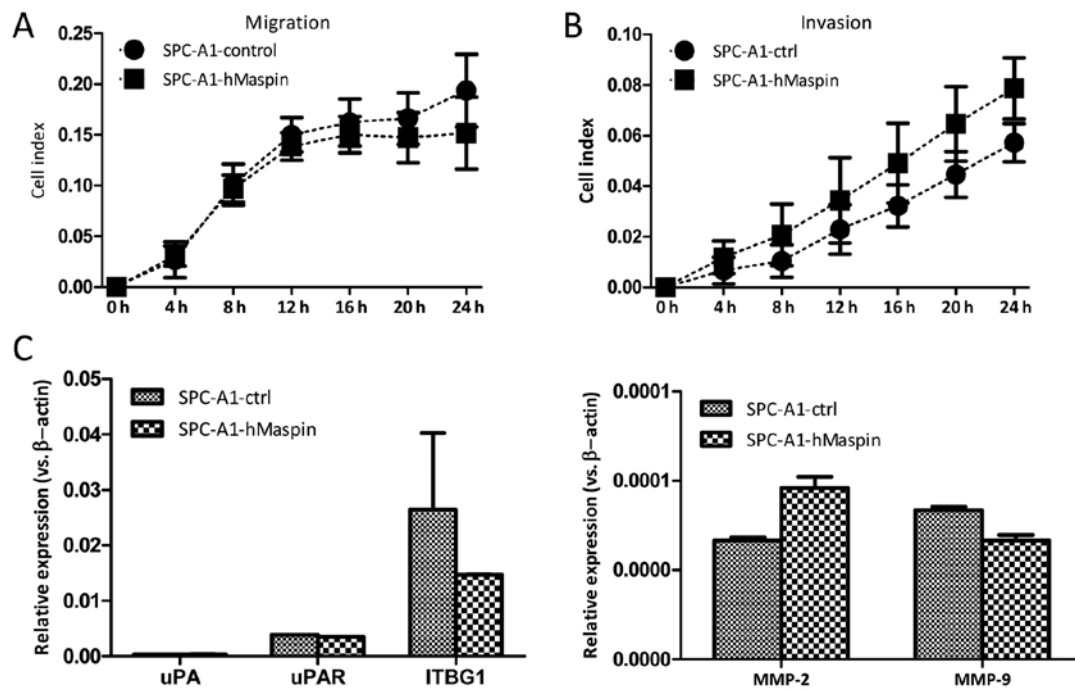 A
Migration
SPC-A1-control
SPC-A1-hMaspin
Cell index
0.20
0.15
0.10
0.05
0.00
0 h 4 h 8 h 12 h 16 h 20 h 24 h
B
Invasion
SPC-A1-ctrl
SPC-A1-hMaspin
Cell index
0.10
0.08
0.06
0.04
0.02
0.00
0 h 4 h 8 h 12 h 16 h 20 h 24 h
C
SPC-A1-ctrl
SPC-A1-hMaspin
Relative expression (vs. β−actin)
0.05
0.04
0.03
0.02
0.01
0.00
uPA uPAR ITBG1
SPC-A1-ctrl
SPC-A1-hMaspin
Relative expression (vs. β−actin)
0.0001
0.0001
0.0000
0.0000
MMP-2 MMP-9